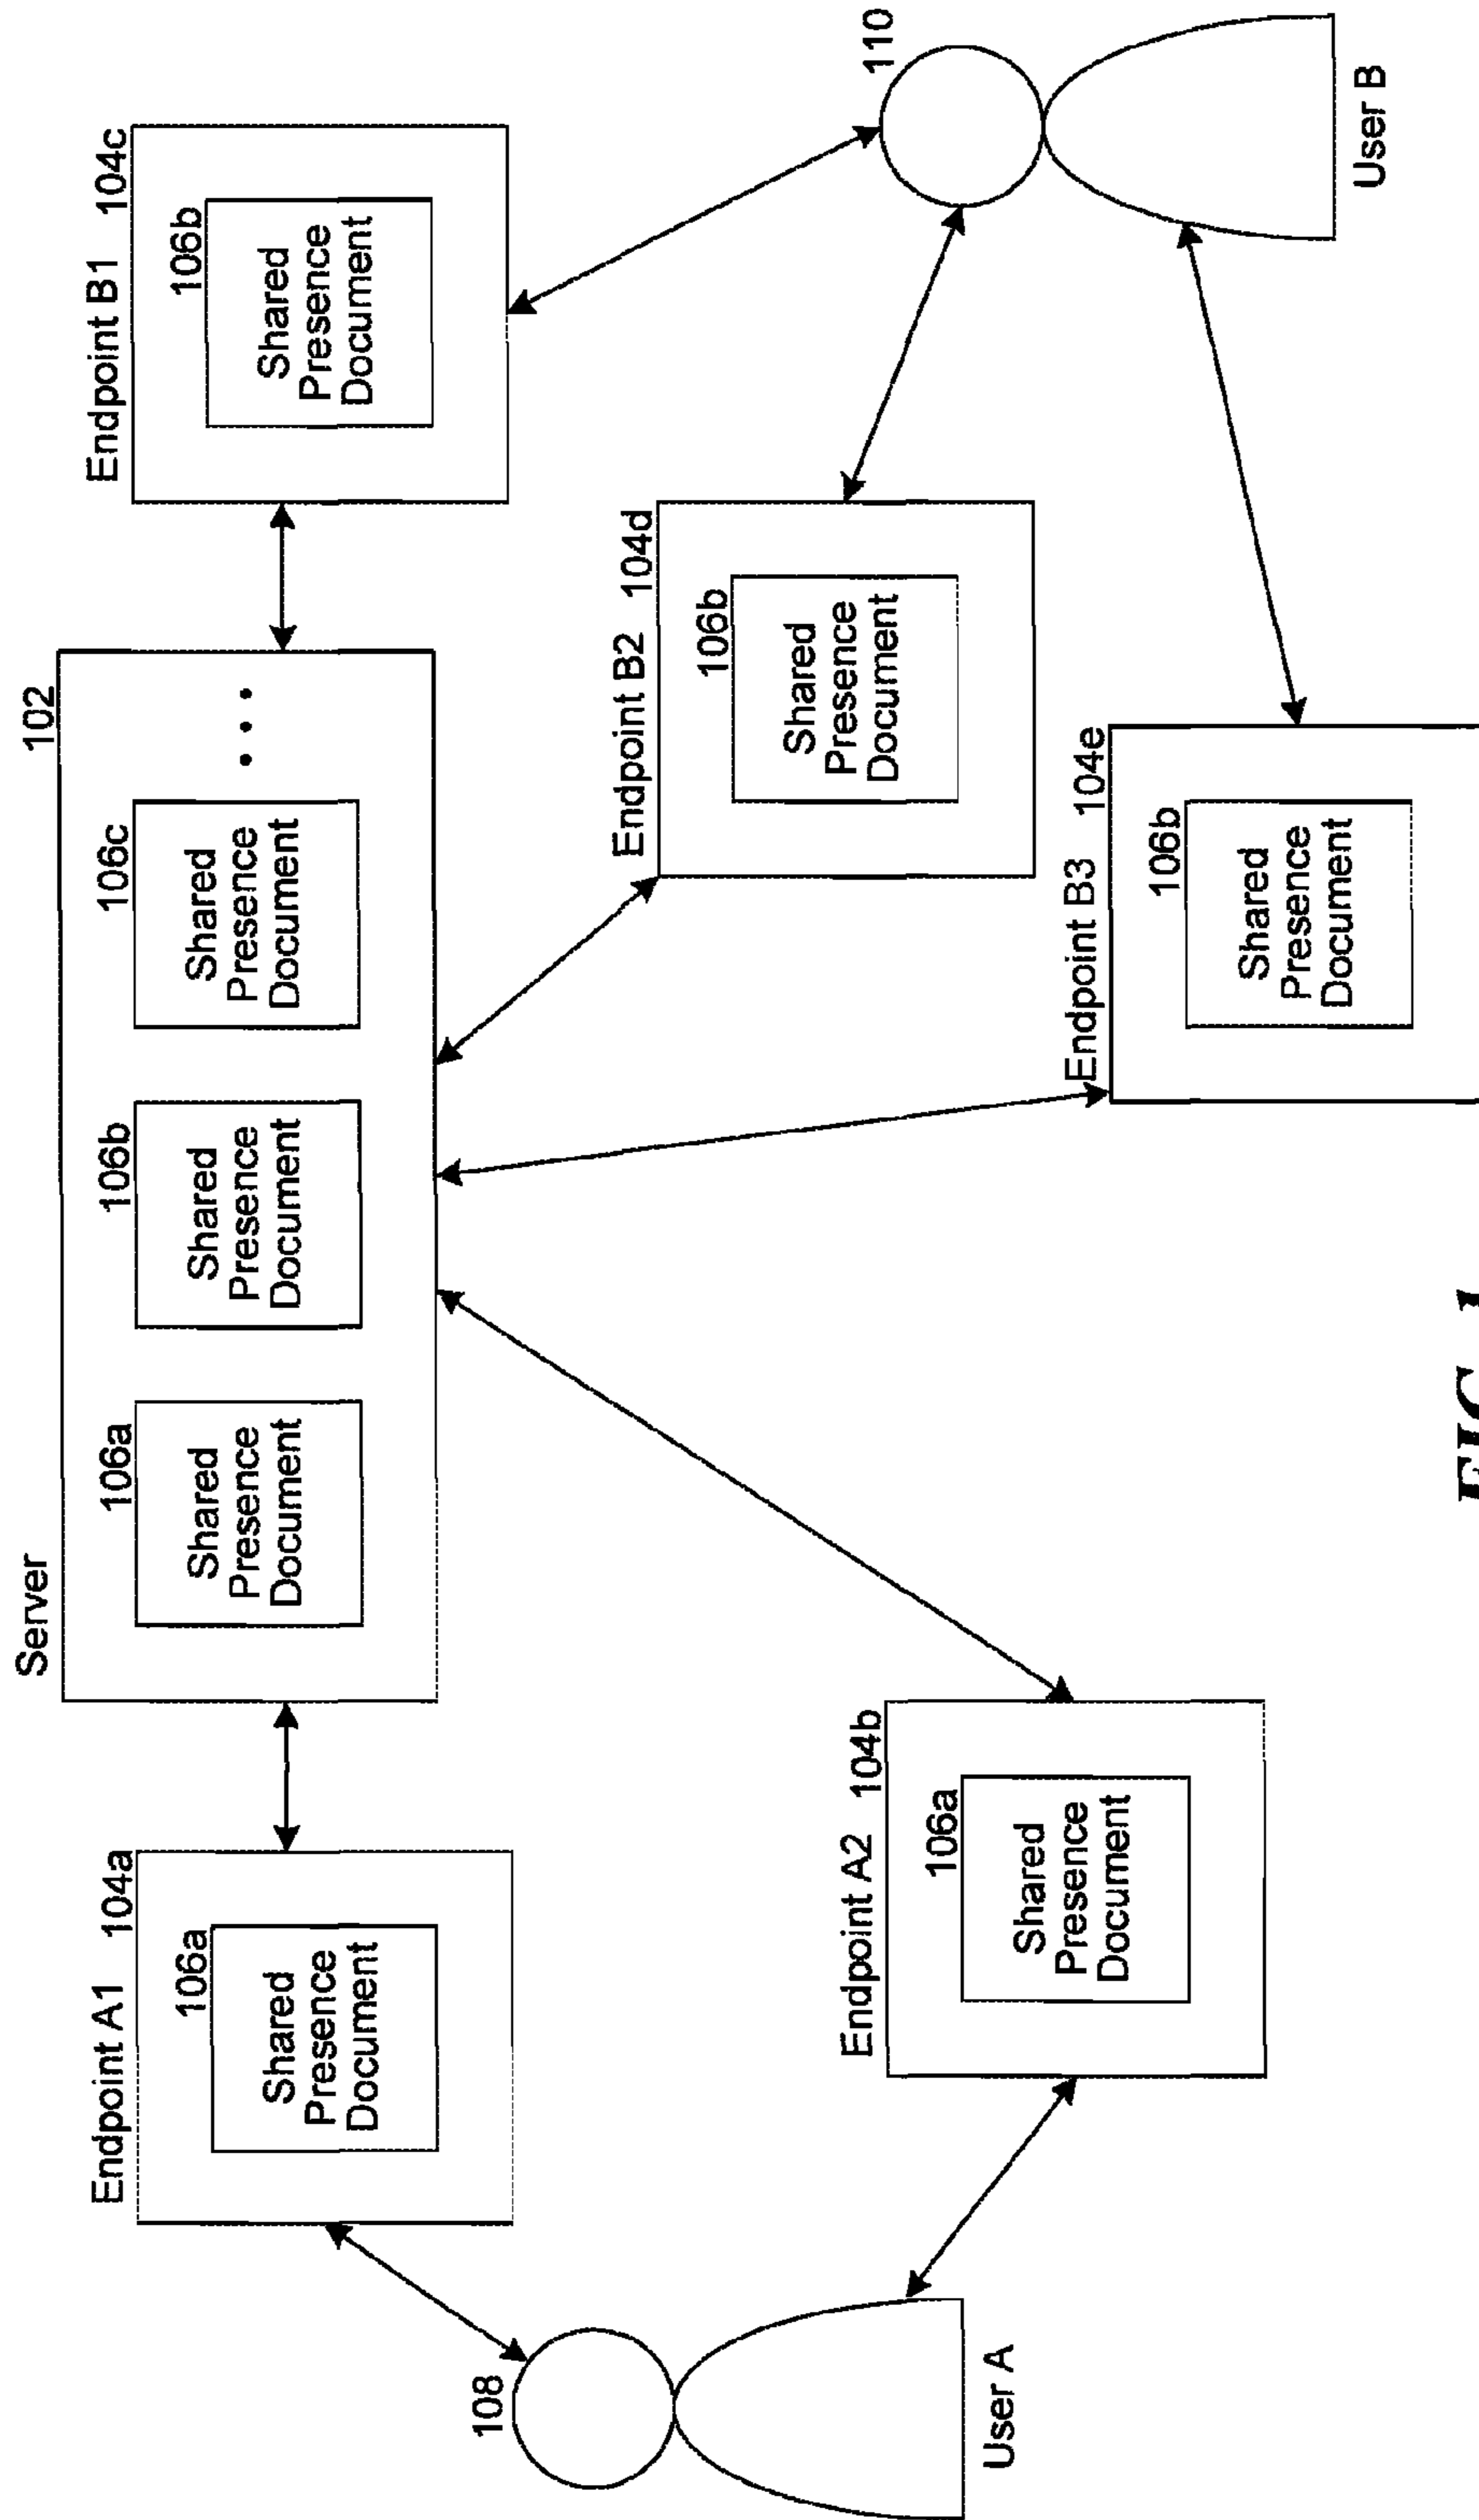 Server
102
106a
Shared
Presence
Document
106b
Shared
Presence
Document
106c
Shared
Presence
Document
• • •
Endpoint A1 104a
106a
Shared
Presence
Document
Endpoint B1 104c
106b
Shared
Presence
Document
Endpoint B2 104d
106b
Shared
Presence
Document
Endpoint A2 104b
106a
Shared
Presence
Document
Endpoint B3 104e
106b
Shared
Presence
Document
108
User A
110
User B